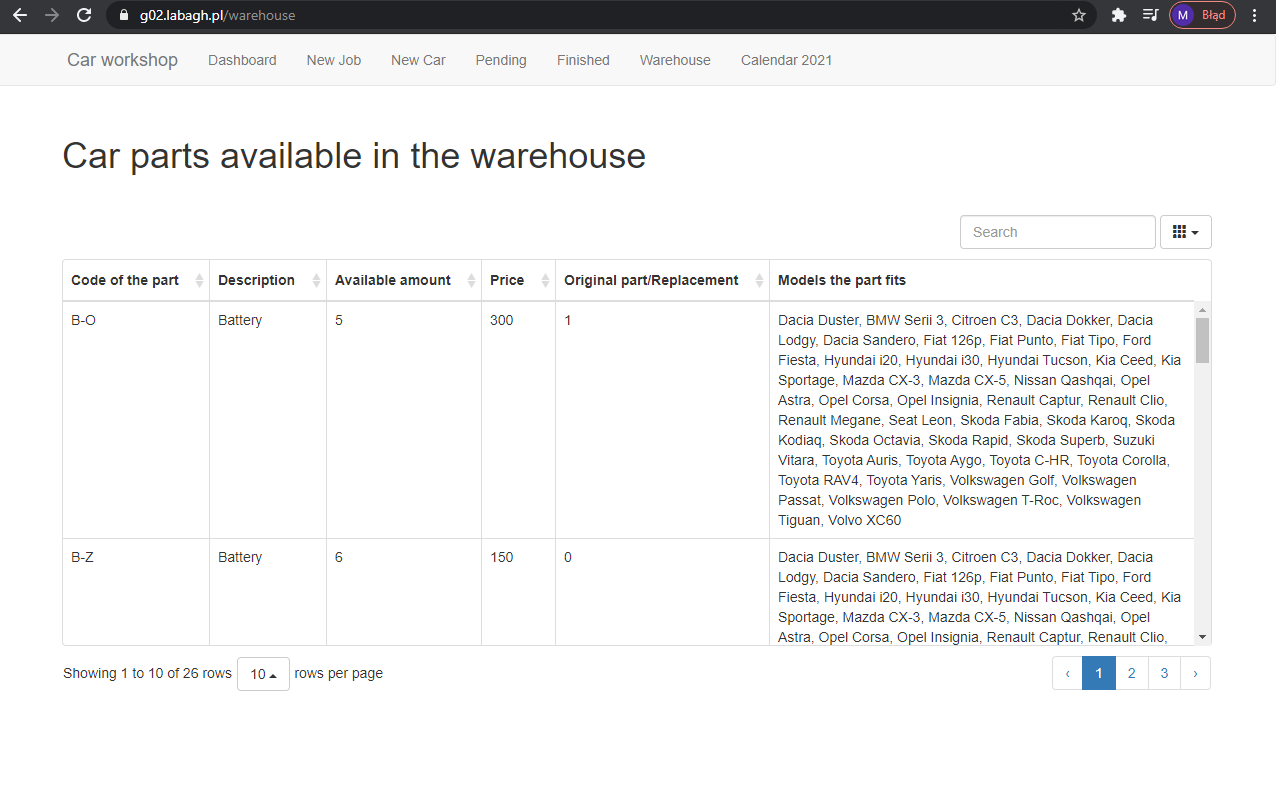 g02.labagh.pl/warehouse
M Błąd
Car workshop Dashboard New Job New Car Pending Finished Warehouse Calendar 2021
Car parts available in the warehouse
Search
Code of the part Description Available amount Price Original part/Replacement Models the part fits
B-O Battery 5 300 1 Dacia Duster, BMW Serii 3, Citroen C3, Dacia Dokker, Dacia
Lodgy, Dacia Sandero, Fiat 126p, Fiat Punto, Fiat Tipo, Ford
Fiesta, Hyundai i20, Hyundai i30, Hyundai Tucson, Kia Ceed, Kia
Sportage, Mazda CX-3, Mazda CX-5, Nissan Qashqai, Opel
Astra, Opel Corsa, Opel Insignia, Renault Captur, Renault Clio,
Renault Megane, Seat Leon, Skoda Fabia, Skoda Karoq, Skoda
Kodiaq, Skoda Octavia, Skoda Rapid, Skoda Superb, Suzuki
Vitara, Toyota Auris, Toyota Aygo, Toyota C-HR, Toyota Corolla,
Toyota RAV4, Toyota Yaris, Volkswagen Golf, Volkswagen
Passat, Volkswagen Polo, Volkswagen T-Roc, Volkswagen
Tiguan, Volvo XC60
B-Z Battery 6 150 0 Dacia Duster, BMW Serii 3, Citroen C3, Dacia Dokker, Dacia
Lodgy, Dacia Sandero, Fiat 126p, Fiat Punto, Fiat Tipo, Ford
Fiesta, Hyundai i20, Hyundai i30, Hyundai Tucson, Kia Ceed, Kia
Sportage, Mazda CX-3, Mazda CX-5, Nissan Qashqai, Opel
Astra, Opel Corsa, Opel Insignia, Renault Captur, Renault Clio,
Showing 1 to 10 of 26 rows 10 rows per page ‹ 1 2 3 ›